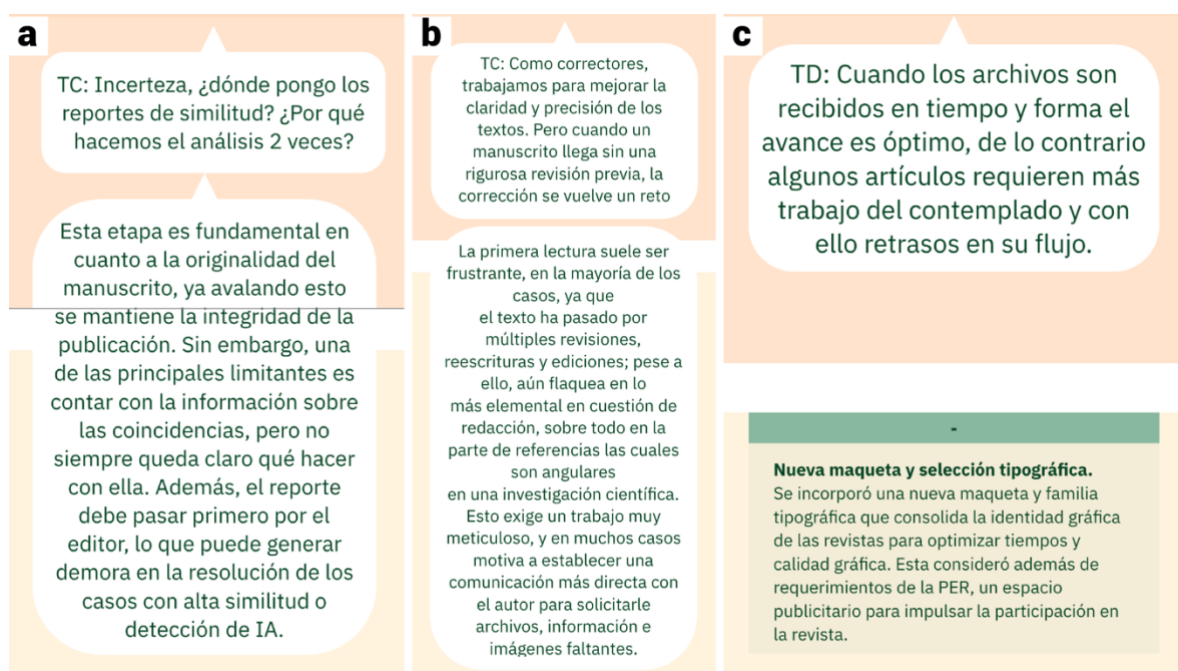 a
TC: Incerteza, ¿dónde pongo los
reportes de similitud? ¿Por qué
hacemos el análisis 2 veces?
Esta etapa es fundamental en
cuanto a la originalidad del
manuscrito, ya avalando esto
se mantiene la integridad de la
publicación. Sin embargo, una
de las principales limitantes es
contar con la información sobre
las coincidencias, pero no
siempre queda claro qué hacer
con ella. Además, el reporte
debe pasar primero por el
editor, lo que puede generar
demora en la resolución de los
casos con alta similitud o
detección de IA.
b
TC: Como correctores,
trabajamos para mejorar la
claridad y precisión de los
textos. Pero cuando un
manuscrito llega sin una
rigurosa revisión previa, la
corrección se vuelve un reto
La primera lectura suele ser
frustrante, en la mayoría de los
casos, ya que
el texto ha pasado por
múltiples revisiones,
reescrituras y ediciones; pese a
ello, aún flaquea en lo
más elemental en cuestión de
redacción, sobre todo en la
parte de referencias las cuales
son angulares
en una investigación científica.
Esto exige un trabajo muy
meticuloso, y en muchos casos
motiva a establecer una
comunicación más directa con
el autor para solicitarle
archivos, información e
imágenes faltantes.
c
TD: Cuando los archivos son
recibidos en tiempo y forma el
avance es óptimo, de lo contrario
algunos artículos requieren más
trabajo del contemplado y con
ello retrasos en su flujo.
-
Nueva maqueta y selección tipográfica.
Se incorporó una nueva maqueta y familia
tipográfica que consolida la identidad gráfica
de las revistas para optimizar tiempos y
calidad gráfica. Esta consideró además de
requerimientos de la PER, un espacio
publicitario para impulsar la participación en
la revista.